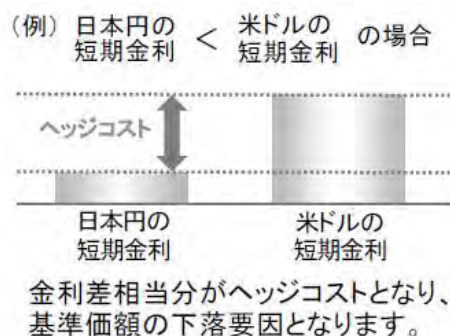 (例) 日本円の短期金利 < 米ドルの短期金利 の場合
ヘッジコスト
日本円の
短期金利
米ドルの
短期金利
金利差相当分がヘッジコストとなり、
基準価額の下落要因となります。